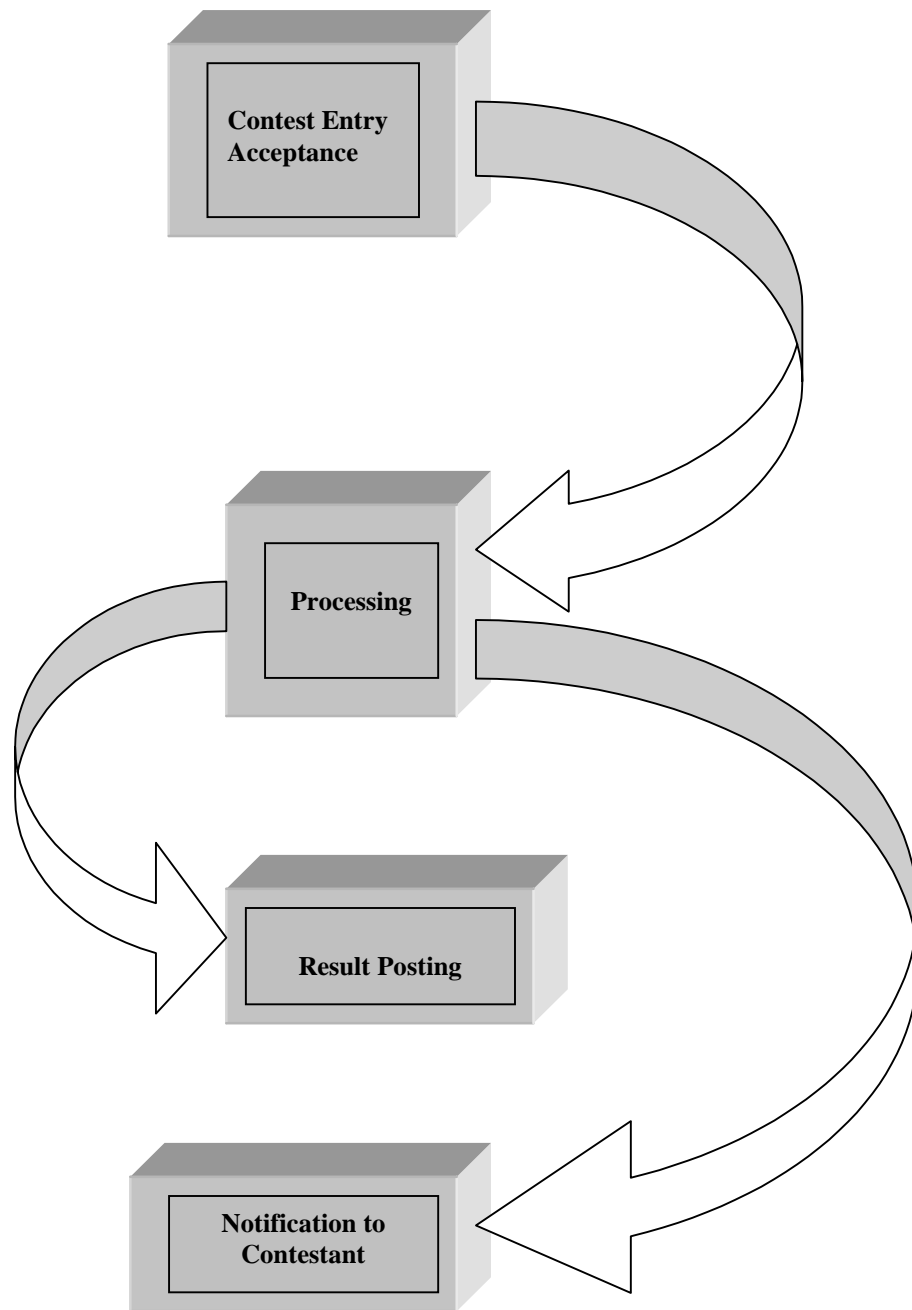 Contest Entry
Acceptance
Processing
Result Posting
Notification to
Contestant